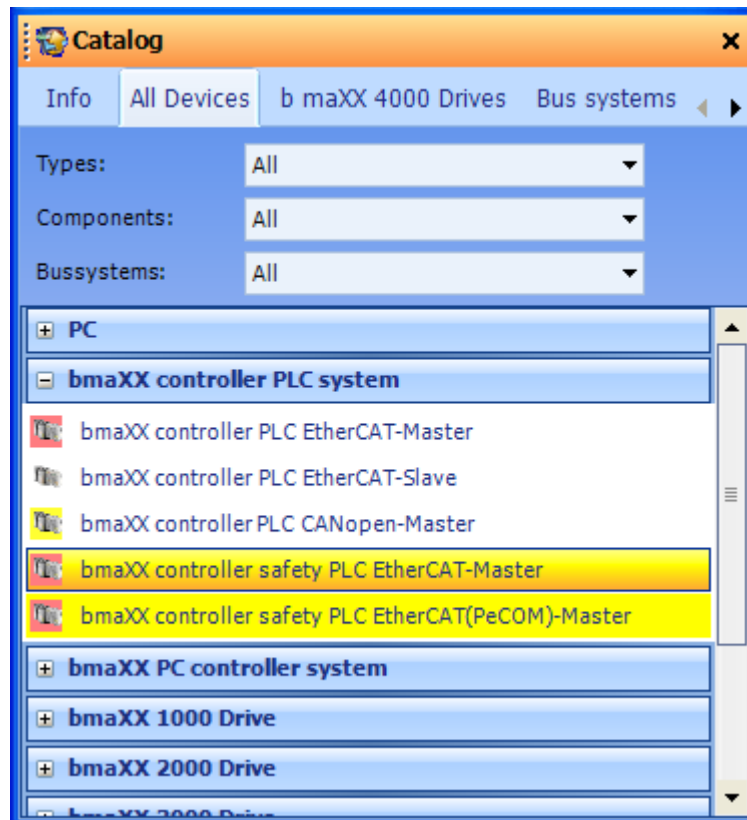 Catalog
Info All Devices b maXX 4000 Drives Bus systems
Types: All
Components: All
Bussystems: All
PC
bmaXX controller PLC system
bmaXX controller PLC EtherCAT-Master
bmaXX controller PLC EtherCAT-Slave
bmaXX controller PLC CANopen-Master
bmaXX controller safety PLC EtherCAT-Master
bmaXX controller safety PLC EtherCAT(PeCOM)-Master
bmaXX PC controller system
bmaXX 1000 Drive
bmaXX 2000 Drive